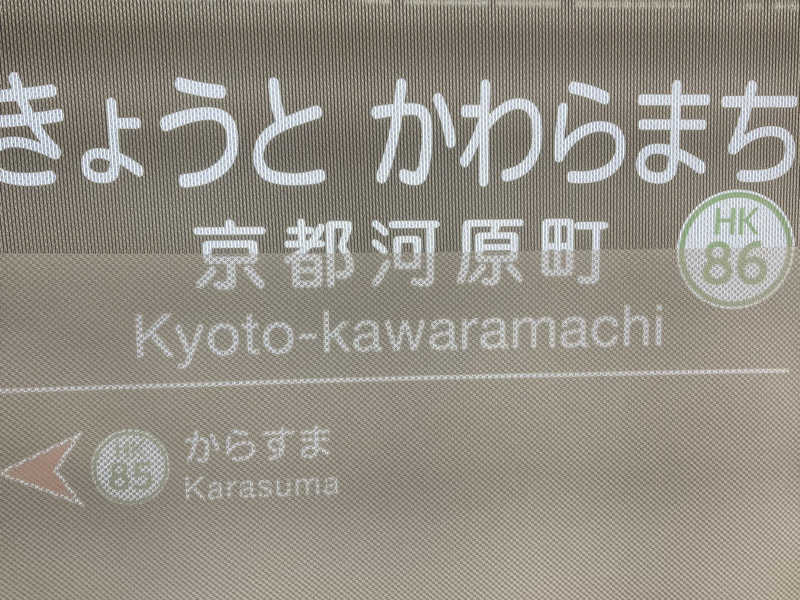 きょうと かわらまち
京都河原町
HK
86
Kyoto-kawaramachi
HK
85
からすま
Karasuma